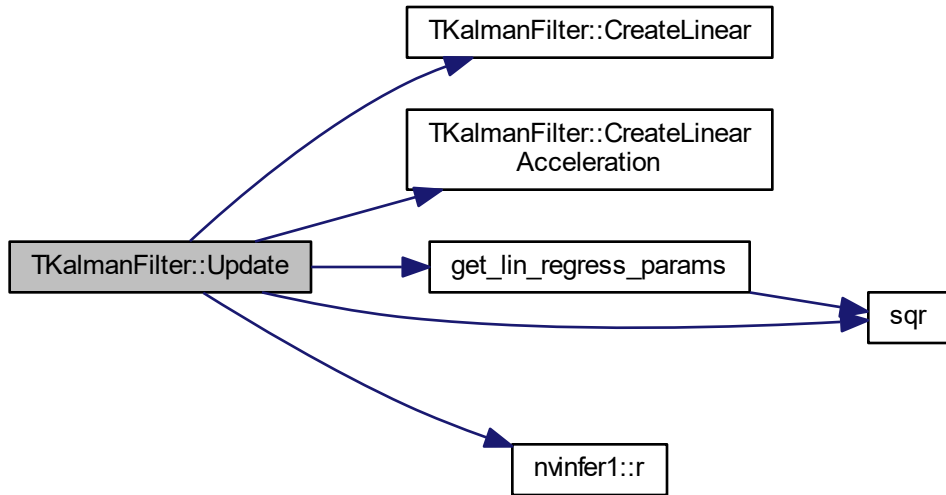 TKalmanFilter::CreateLinear
TKalmanFilter::CreateLinear
Acceleration
TKalmanFilter::Update
get_lin_regress_params
sqr
nvinfer1::r